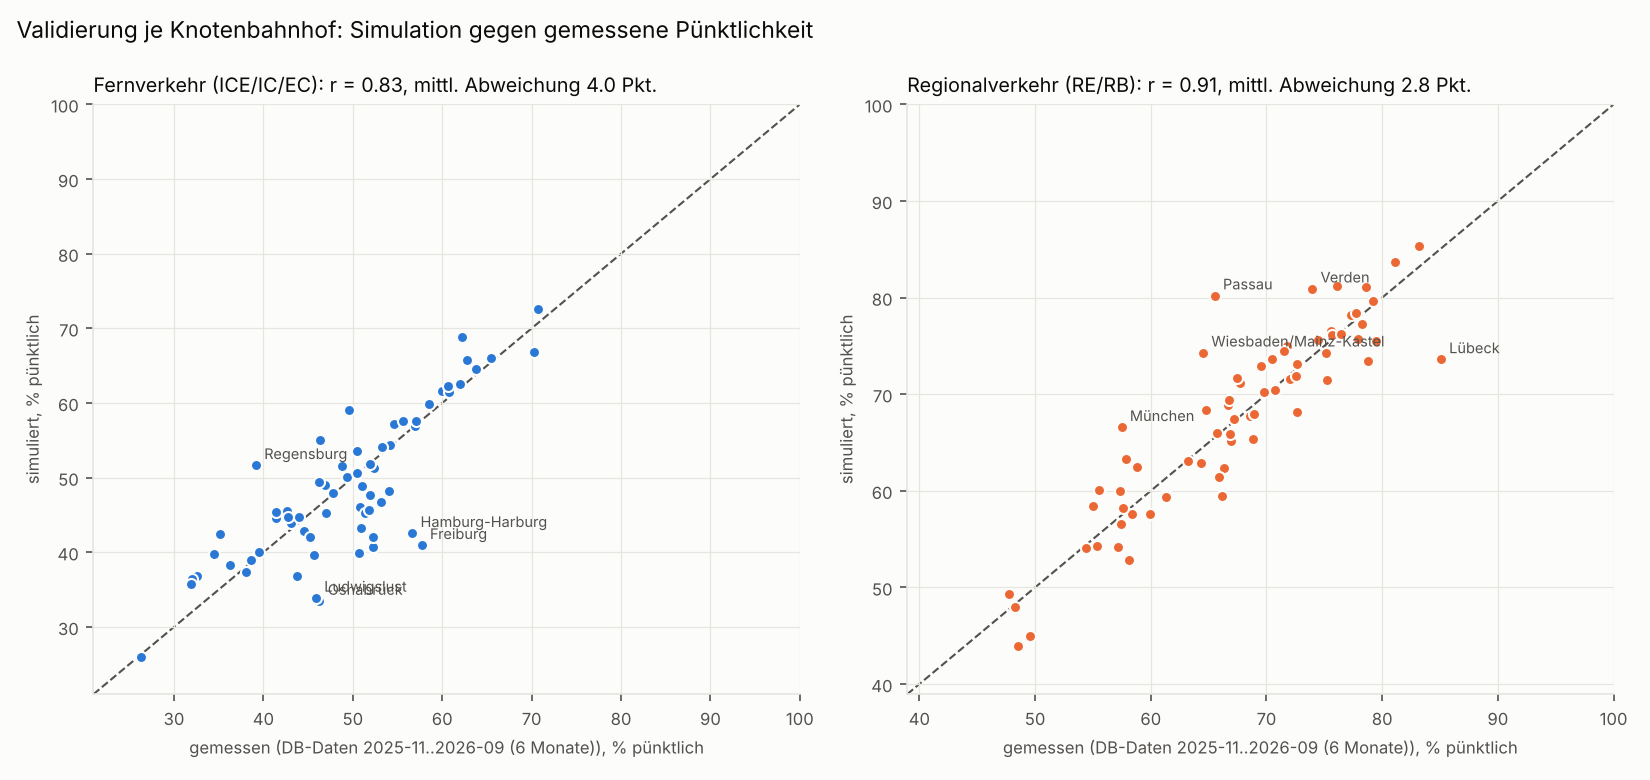 Validierung je Knotenbahnhof: Simulation gegen gemessene Pünktlichkeit
Fernverkehr (ICE/IC/EC): r = 0.83, mittl. Abweichung 4.0 Pkt.
100
90
80
70
60
50
40
30
simuliert, % pünktlich
Regensburg
Hamburg-Harburg
Freiburg
Ludwigslust
Osnabrück
30 40 50 60 70 80 90 100
gemessen (DB-Daten 2025-11..2026-09 (6 Monate)), % pünktlich
Regionalverkehr (RE/RB): r = 0.91, mittl. Abweichung 2.8 Pkt.
100
90
80
70
60
50
40
simuliert, % pünktlich
Verden
Passau
Wiesbaden/Mainz-Kastel
Lübeck
München
40 50 60 70 80 90 100
gemessen (DB-Daten 2025-11..2026-09 (6 Monate)), % pünktlich